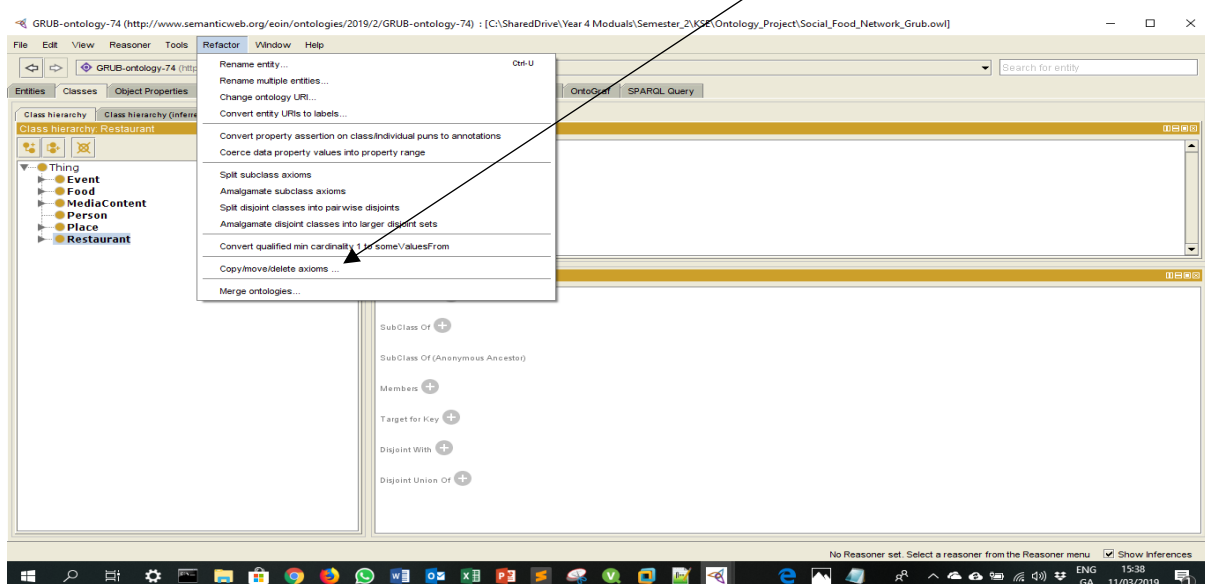 GRUB-ontology-74 (http://www.semanticweb.org/eoin/ontologies/2019/2/GRUB-ontology-74) : [C:\SharedDrive\Year 4 Moduals\Semester_2\KSE\Ontology_Project\Social_Food_Network_Grub.owl]
File Edit View Reasoner Tools Refactor Window Help
GRUB-ontology-74 (http
Search for entity
Entities Classes Object Properties
OntoGraf SPARQL Query
Rename entity... Ctrl-U
Rename multiple entities...
Change ontology URI...
Convert entity URIs to labels...
Convert property assertion on class/individual puns to annotations
Coerce data property values into property range
Split subclass axioms
Amalgamate subclass axioms
Split disjoint classes into pairwise disjoints
Amalgamate disjoint classes into larger disjoint sets
Convert qualified min cardinality 1 to someValuesFrom
Copy/move/delete axioms ...
Merge ontologies...
Class hierarchy Class hierarchy (inferre
Class hierarchy: Restaurant
Thing
Event
Food
MediaContent
Person
Place
Restaurant
SubClass Of
SubClass Of (Anonymous Ancestor)
Members
Target for Key
Disjoint With
Disjoint Union Of
No Reasoner set. Select a reasoner from the Reasoner menu Show Inferences
ENG 15:38
GA 11/03/2019